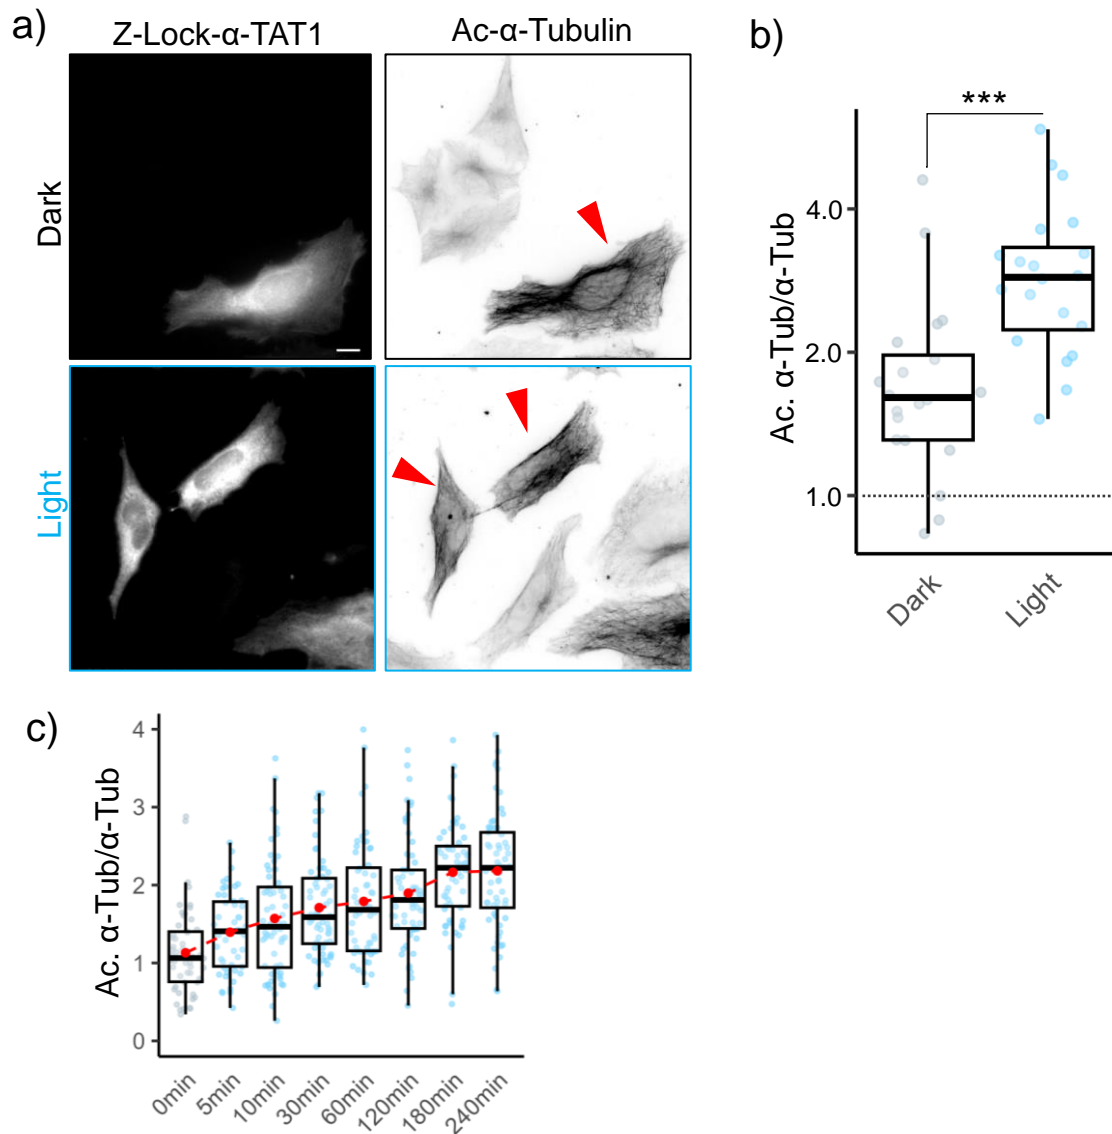 a)
Z-Lock-α-TAT1
Ac-α-Tubulin
Dark
Light
b)
***
Ac. α-Tub/α-Tub
4.0
2.0
1.0
Dark
Light
c)
Ac. α-Tub/α-Tub
4
3
2
1
0
0min
5min
10min
30min
60min
120min
180min
240min